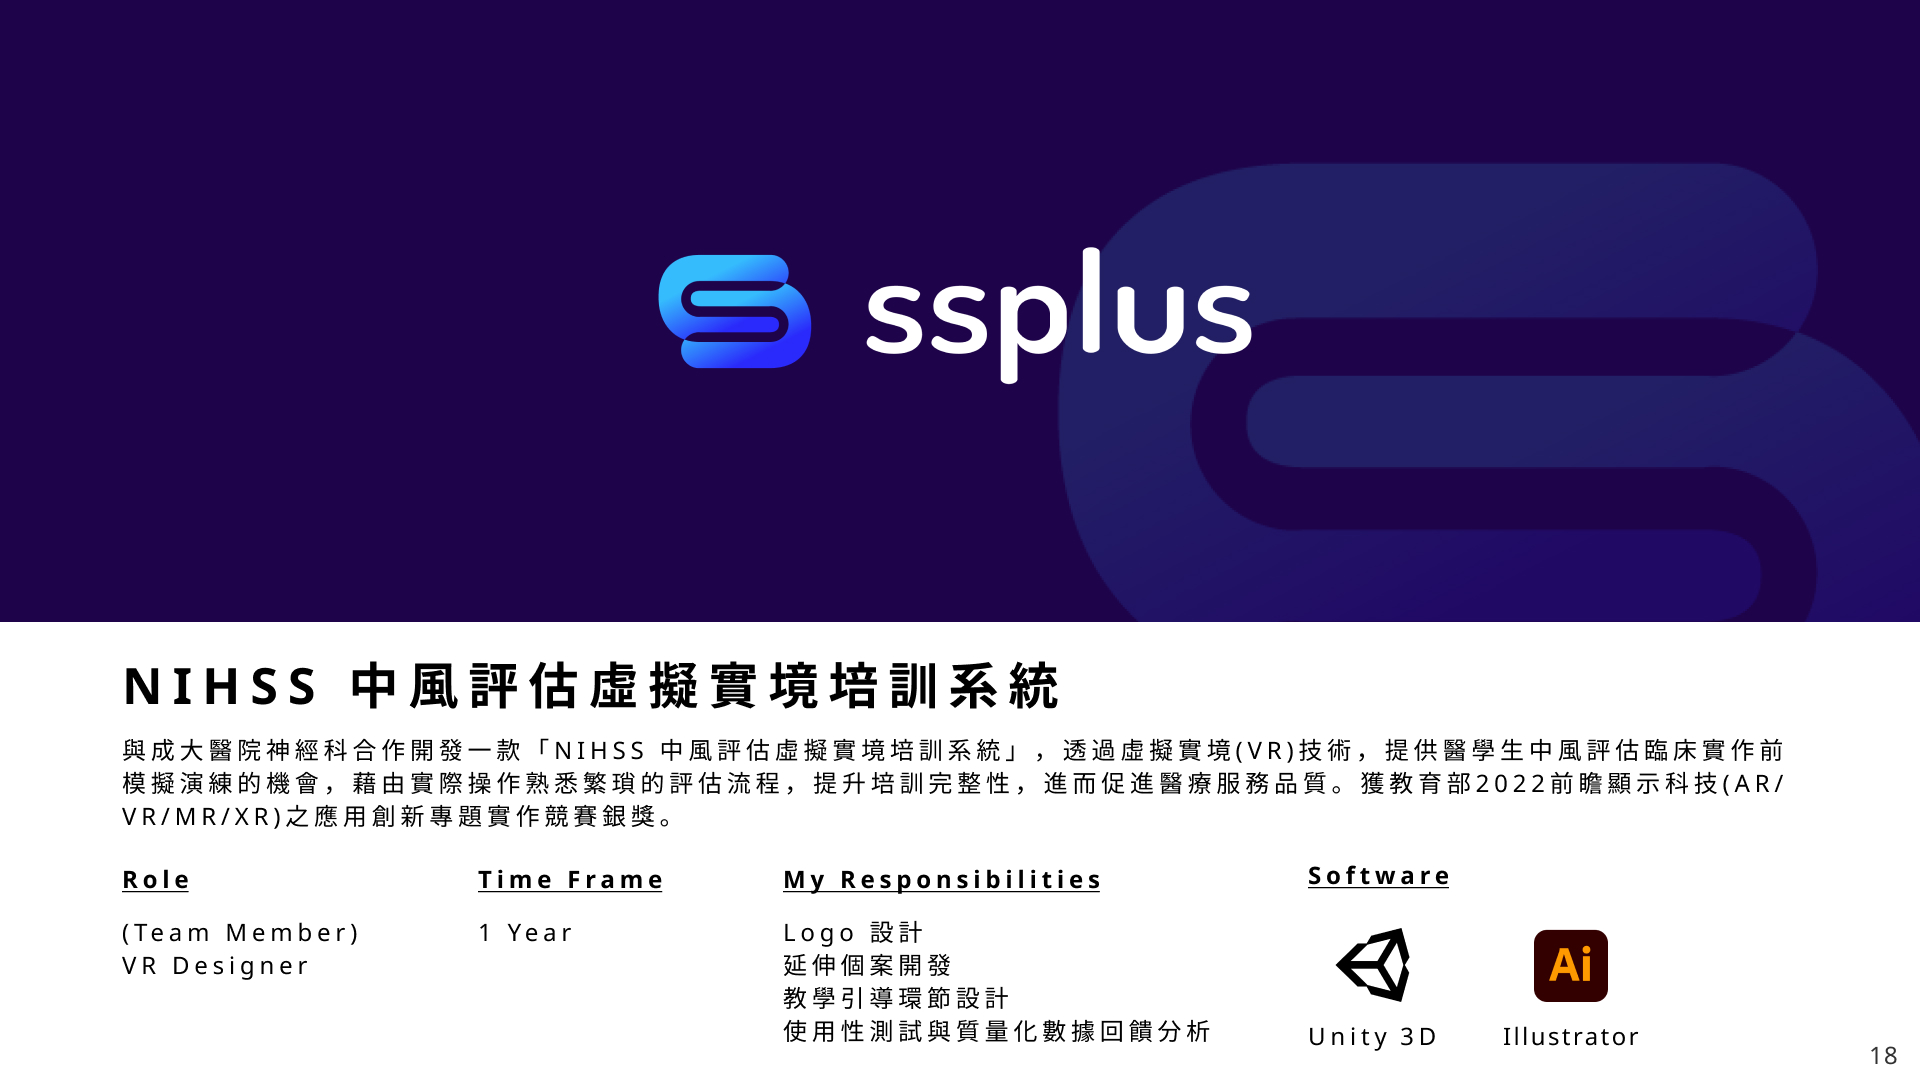 ssplus
NIHSS 中風評估虛擬實境培訓系統
與成大醫院神經科合作開發一款「NIHSS 中風評估虛擬實境培訓系統」，透過虛擬實境(VR)技術，提供醫學生中風評估臨床實作前
模擬演練的機會，藉由實際操作熟悉繁瑣的評估流程，提升培訓完整性，進而促進醫療服務品質。獲教育部2022前瞻顯示科技(AR/
VR/MR/XR)之應用創新專題實作競賽銀獎。
Role
(Team Member)
VR Designer
Time Frame
1 Year
My Responsibilities
Logo 設計
延伸個案開發
教學引導環節設計
使用性測試與質量化數據回饋分析
Software
Ai
Unity 3D
Illustrator
18